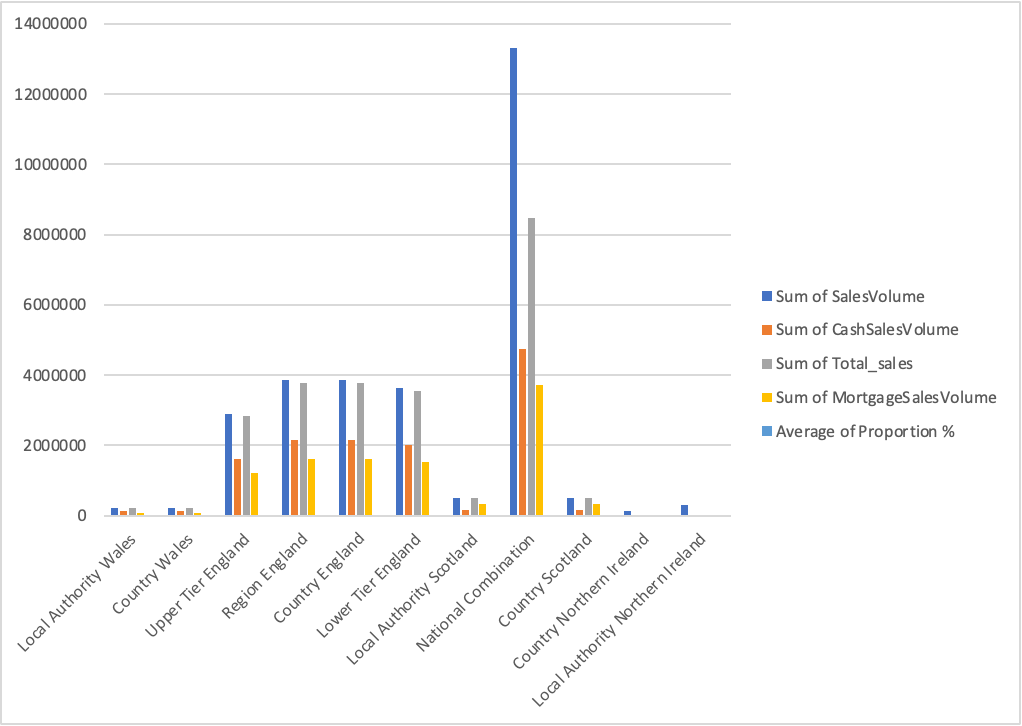 14000000
12000000
10000000
8000000
6000000
4000000
2000000
0
Local Authority Wales
Country Wales
Upper Tier England
Region England
Country England
Lower Tier England
Local Authority Scotland
National Combination
Country Scotland
Country Northern Ireland
Local Authority Northern Ireland
Sum of SalesVolume
Sum of CashSalesVolume
Sum of Total_sales
Sum of MortgageSalesVolume
Average of Proportion %